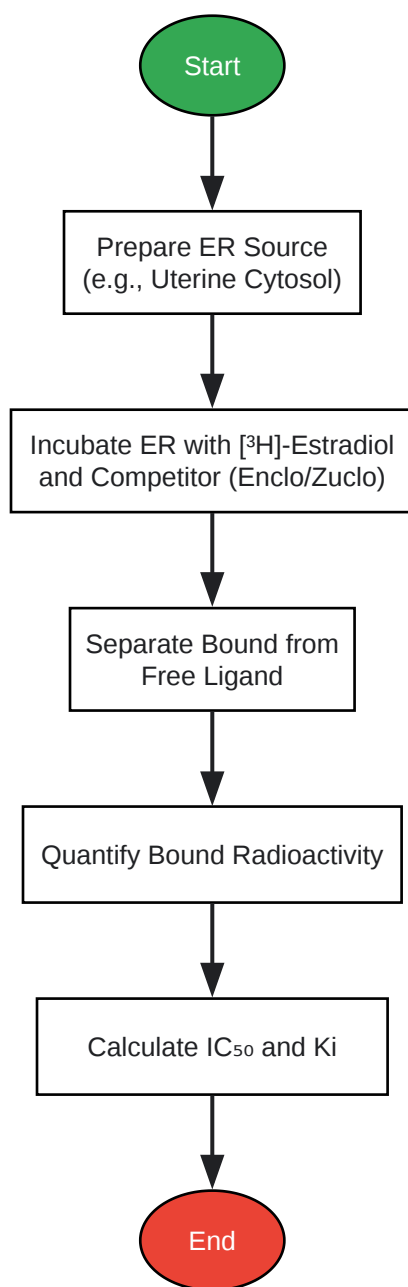 Start
Prepare ER Source
(e.g., Uterine Cytosol)
Incubate ER with [³H]-Estradiol
and Competitor (Enclo/Zuclo)
Separate Bound from
Free Ligand
Quantify Bound Radioactivity
Calculate IC₅₀ and Ki
End